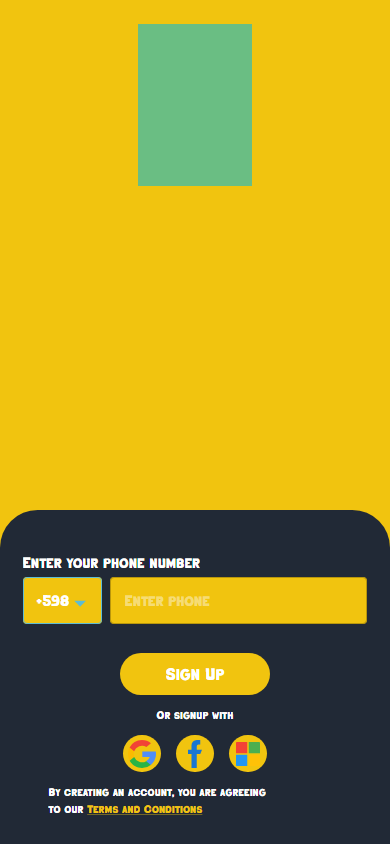 Enter your phone number
+598
Enter phone
Sign Up
Or signup with
By creating an account, you are agreeing
to our Terms and Conditions